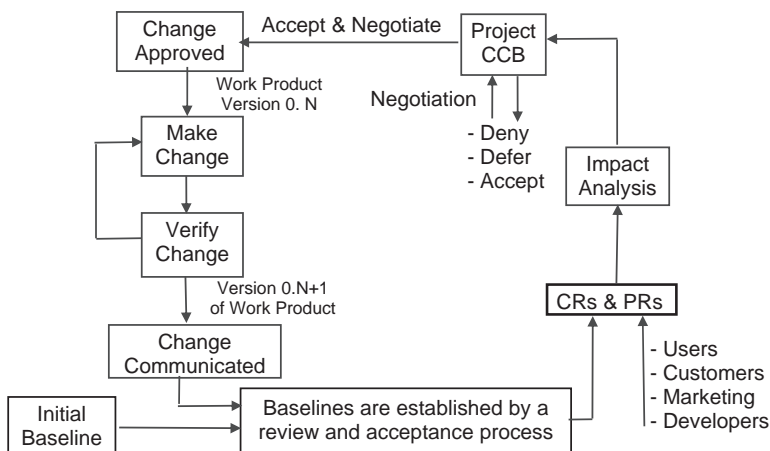 Change
Approved
Accept & Negotiate
Project
CCB
Work Product
Version 0. N
Negotiation
- Deny
- Defer
- Accept
Make
Change
Impact
Analysis
Verify
Change
Version 0.N+1
of Work Product
CRs & PRs
Change
Communicated
- Users
- Customers
- Marketing
- Developers
Initial
Baseline
Baselines are established by a
review and acceptance process